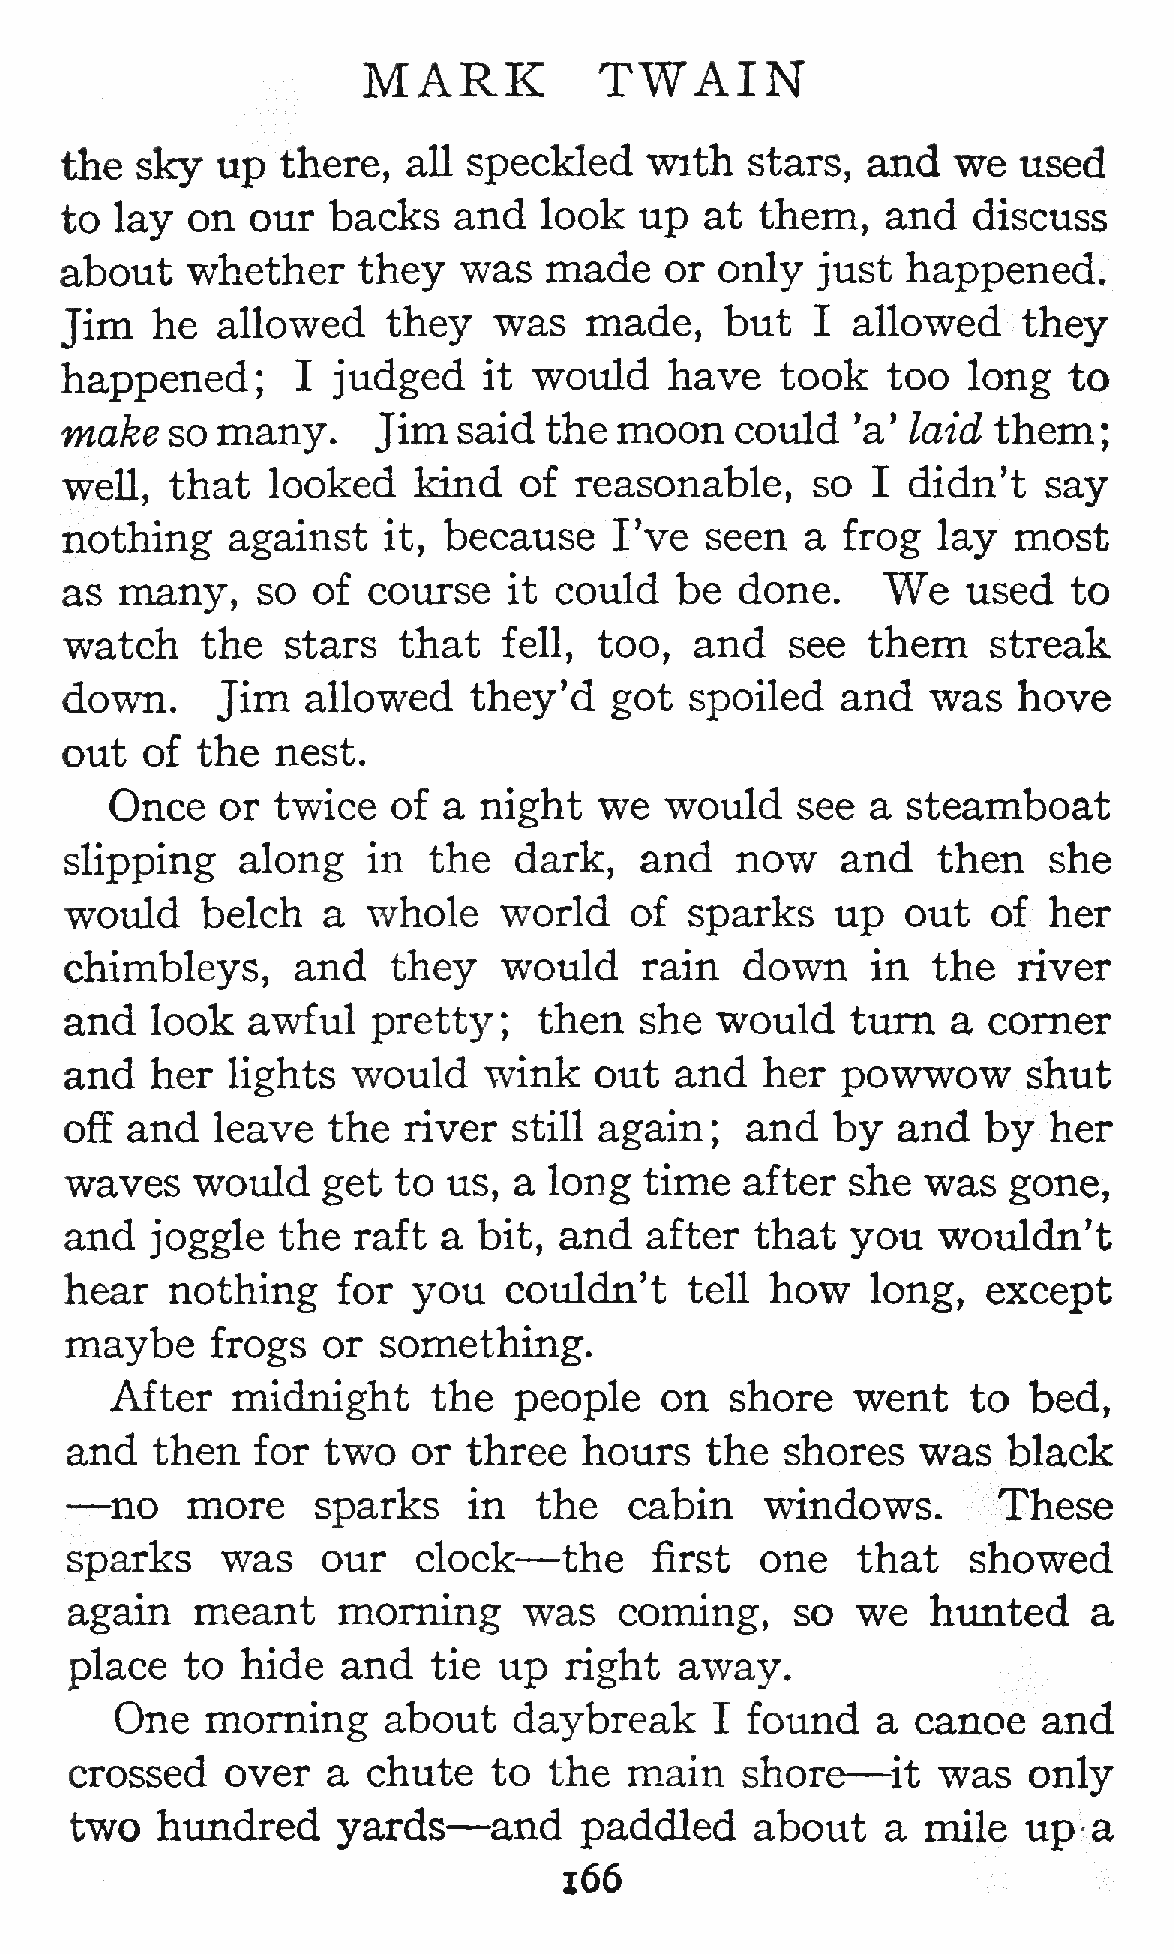 MARK TWAIN
the sky up there, all speckled with stars, and we used
to lay on our backs and look up at them, and discuss
about whether they was made or only just happened.
Jim he allowed they was made, but I allowed they
happened; I judged it would have took too long to
make so many. Jim said the moon could 'a' laid them;
well, that looked kind of reasonable, so I didn't say
nothing against it, because I've seen a frog lay most
as many, so of course it could be done. We used to
watch the stars that fell, too, and see them streak
down. Jim allowed they'd got spoiled and was hove
out of the nest.
Once or twice of a night we would see a steamboat
slipping along in the dark, and now and then she
would belch a whole world of sparks up out of her
chimbleys, and they would rain down in the river
and look awful pretty; then she would turn a corner
and her lights would wink out and her powwow shut
off and leave the river still again; and by and by her
waves would get to us, a long time after she was gone,
and joggle the raft a bit, and after that you wouldn't
hear nothing for you couldn't tell how long, except
maybe frogs or something.
After midnight the people on shore went to bed,
and then for two or three hours the shores was black
—no more sparks in the cabin windows. These
sparks was our clock—the first one that showed
again meant morning was coming, so we hunted a
place to hide and tie up right away.
One morning about daybreak I found a canoe and
crossed over a chute to the main shore—it was only
two hundred yards—and paddled about a mile up a
166